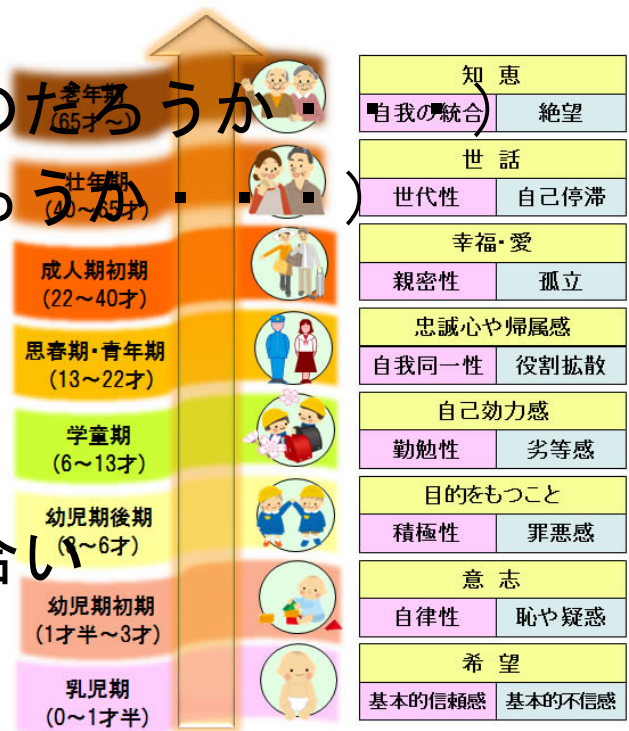 老年期
(65才～)
のだろうか・・・)
知 恵
自我の統合 絶望
壮年期
(40～65才)
ろうか・・・)
世 話
世代性 自己停滞
成人期初期
(22～40才)
幸福・愛
親密性 孤立
思春期・青年期
(13～22才)
忠誠心や帰属感
自我同一性 役割拡散
学童期
(6～13才)
自己効力感
勤勉性 劣等感
幼児期後期
(3～6才)
合い
目的をもつこと
積極性 罪悪感
幼児期初期
(1才半～3才)
意 志
自律性 恥や疑惑
乳児期
(0～1才半)
希 望
基本的信頼感 基本的不信感